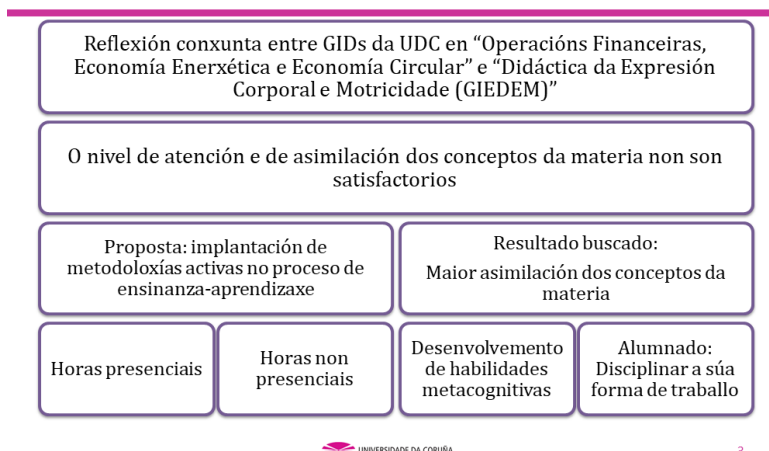 Reflexión conxunta entre GIDs da UDC en “Operacións Financeiras,
Economía Enerxética e Economía Circular” e “Didáctica da Expresión
Corporal e Motricidade (GIEDEM)”
O nivel de atención e de asimilación dos conceptos da materia non son
satisfactorios
Proposta: implantación de
metodoloxías activas no proceso de
ensinanza-aprendizaxe
Resultado buscado:
Maior asimilación dos conceptos da
materia
Horas presenciais
Horas non
presenciais
Desenvolvemento
de habilidades
metacognitivas
Alumnado:
Disciplinar a súa
forma de traballo
UNIVERSIDADE DA CORUÑA
3